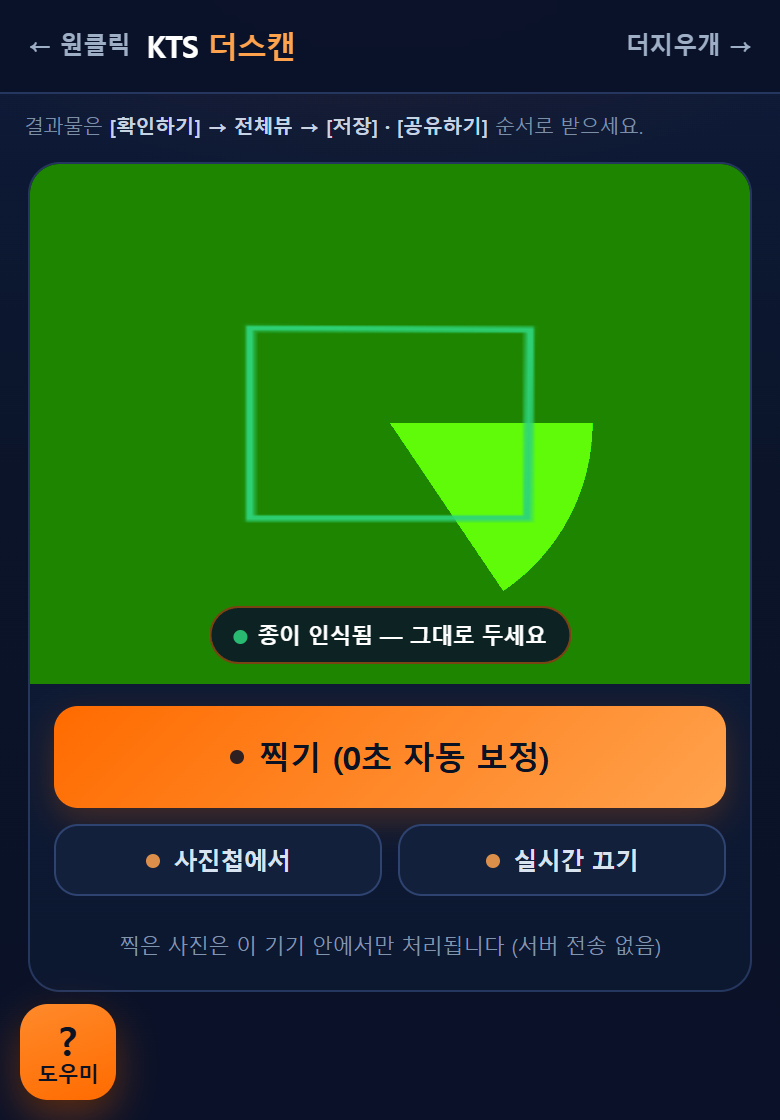 ← 원클릭 KTS 더스캔 더지우개 →
결과물은 [확인하기] → 전체뷰 → [저장] · [공유하기] 순서로 받으세요.
종이 인식됨 — 그대로 두세요
찍기 (0초 자동 보정)
사진첩에서 실시간 끄기
찍은 사진은 이 기기 안에서만 처리됩니다 (서버 전송 없음)
?
도우미